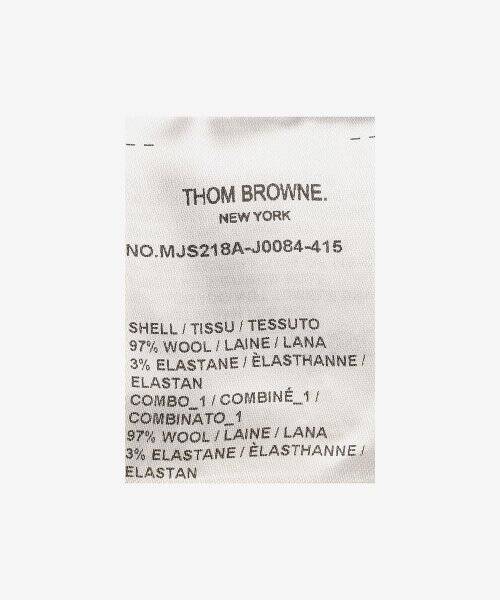 THOM BROWNE.
NEW YORK
NO.MJS218A-J0084-415
SHELL / TISSU / TESSUTO
97% WOOL / LAINE / LANA
3% ELASTANE / ÈLASTHANNE /
ELASTAN
COMBO_1 / COMBINÉ_1 /
COMBINATO_1
97% WOOL / LAINE / LANA
3% ELASTANE / ÈLASTHANNE /
ELASTAN